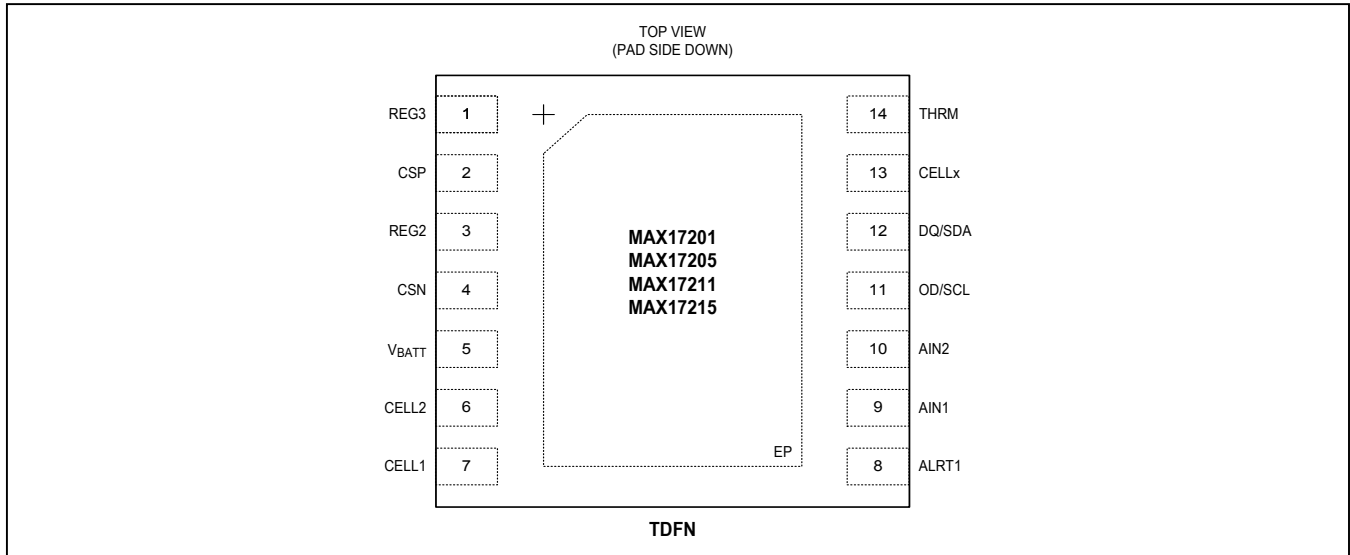 TOP VIEW
(PAD SIDE DOWN)
REG3 1 14 THRM
CSP 2 13 CELLx
REG2 3 12 DQ/SDA
CSN 4 11 OD/SCL
VBATT 5 10 AIN2
CELL2 6 9 AIN1
CELL1 7 8 ALRT1
MAX17201
MAX17205
MAX17211
MAX17215
EP
TDFN